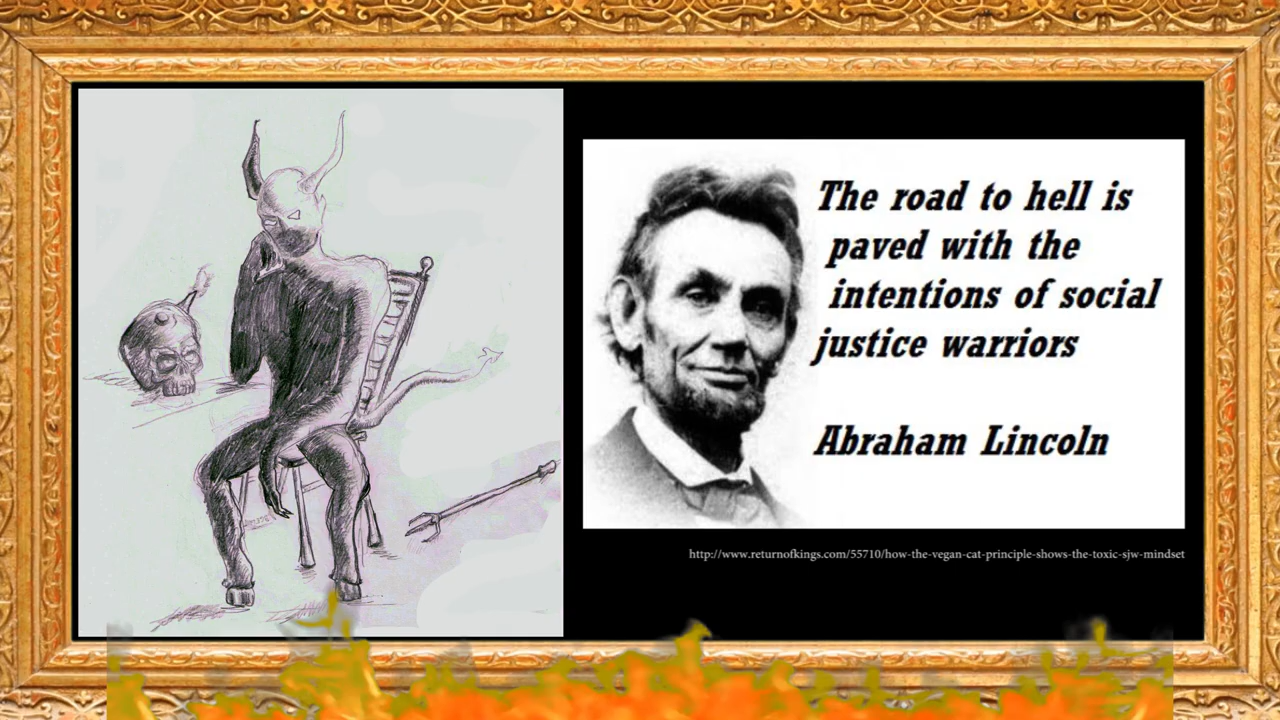 The road to hell is
paved with the
intentions of social
justice warriors
Abraham Lincoln
http://www.returnofkings.com/55710/how-the-vegan-cat-principle-shows-the-toxic-sjw-mindset